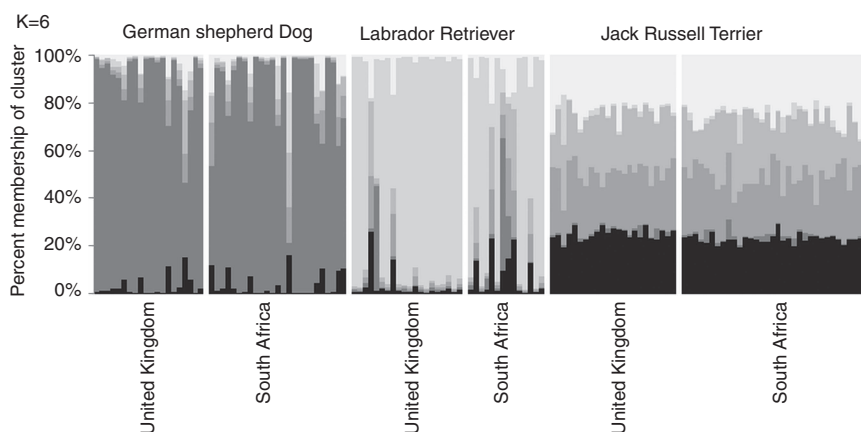 K=6
German shepherd Dog
Labrador Retriever
Jack Russell Terrier
Percent membership of cluster
100%
80%
60%
40%
20%
0%
United Kingdom
South Africa
United Kingdom
South Africa
United Kingdom
South Africa